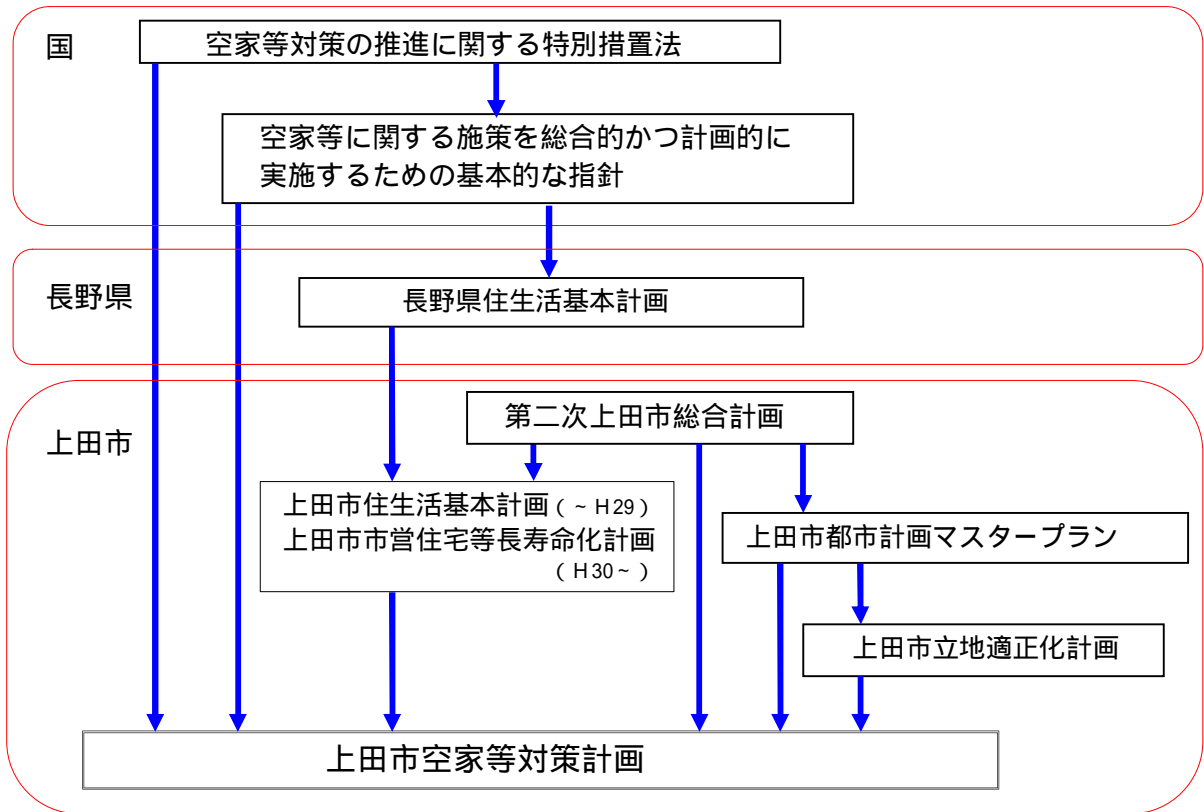 国
空家等対策の推進に関する特別措置法
空家等に関する施策を総合的かつ計画的に
実施するための基本的な指針
長野県
長野県住生活基本計画
上田市
第二次上田市総合計画
上田市住生活基本計画(~H29)
上田市市営住宅等長寿命化計画
(H30~)
上田市都市計画マスタープラン
上田市立地適正化計画
上田市空家等対策計画